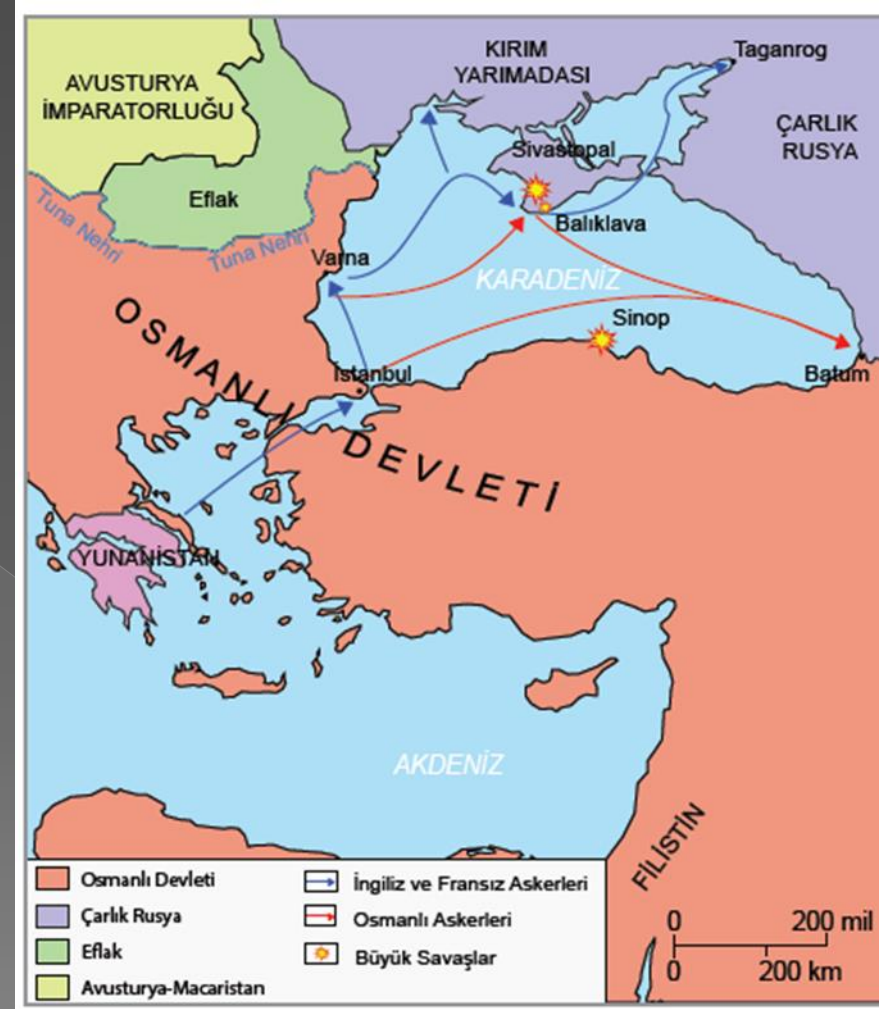 AVUSTURYA
İMPARATORLUĞU
KIRIM
YARIMADASI
Taganrog
ÇARLIK
RUSYA
Sivastopal
Eflak
Balıklava
Tuna Nehri
Tuna Nehri
Varna
KARADENİZ
Sinop
İstanbul
Batum
OSMANLI DEVLETİ
YUNANİSTAN
AKDENİZ
FİLİSTİN
Osmanlı Devleti
Çarlık Rusya
Eflak
Avusturya-Macaristan
İngiliz ve Fransız Askerleri
Osmanlı Askerleri
Büyük Savaşlar
0 200 mil
0 200 km